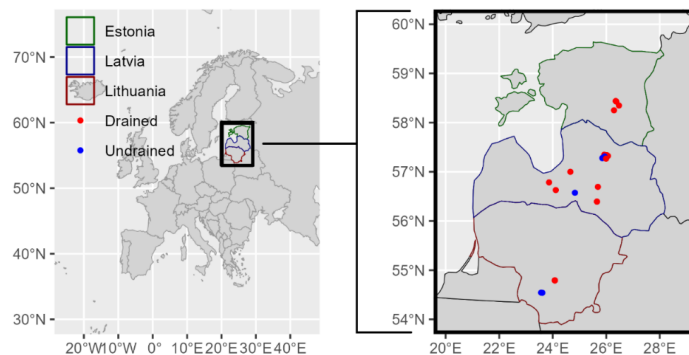 70°N
60°N
50°N
40°N
30°N
20°W
10°W
0°
10°E
20°E
30°E
40°E
Estonia
Latvia
Lithuania
Drained
Undrained
60°N
59°N
58°N
57°N
56°N
55°N
54°N
20°E
22°E
24°E
26°E
28°E